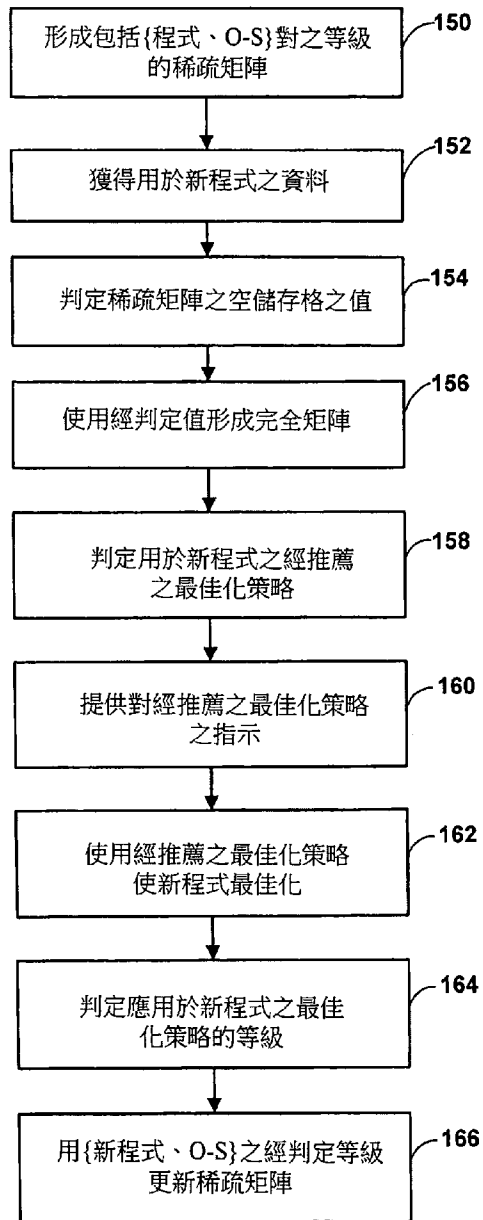 形成包括{程式、O-S}對之等級
的稀疏矩陣
150
獲得用於新程式之資料
152
判定稀疏矩陣之空儲存格之值
154
使用經判定值形成完全矩陣
156
判定用於新程式之經推薦
之最佳化策略
158
提供對經推薦之最佳化策略
之指示
160
使用經推薦之最佳化策略
使新程式最佳化
162
判定應用於新程式之最佳
化策略的等級
164
用{新程式、O-S}之經判定等級
更新稀疏矩陣
166